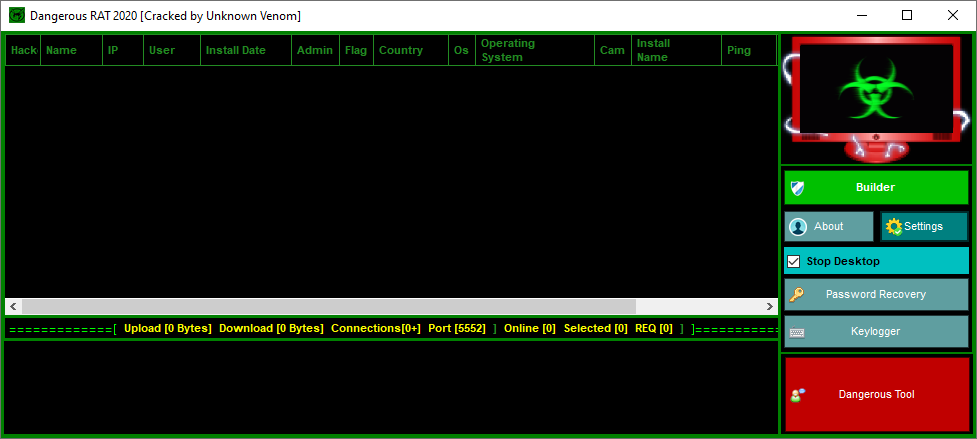 Dangerous RAT 2020 [Cracked by Unknown Venom]
Hack Name IP User Install Date Admin Flag Country Os Operating System Cam Install Name Ping
Builder
About Settings
Stop Desktop
Password Recovery
Keylogger
=============[ Upload [0 Bytes] Download [0 Bytes] Connections[0+] Port [5552] ] Online [0] Selected [0] REQ [0] ] ]===========
Dangerous Tool